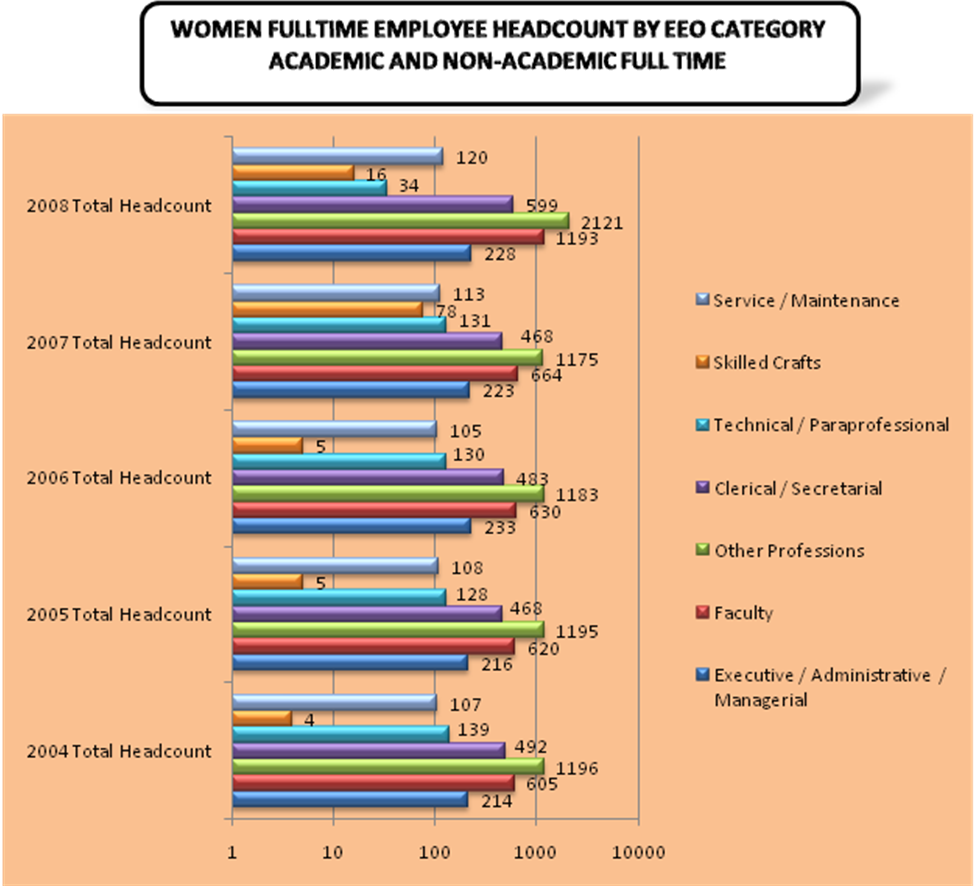 WOMEN FULLTIME EMPLOYEE HEADCOUNT BY EEO CATEGORY
ACADEMIC AND NON-ACADEMIC FULL TIME
2008 Total Headcount
120
16
34
599
2121
1193
228
2007 Total Headcount
113
78
131
468
1175
664
223
2006 Total Headcount
105
5
130
483
1183
630
233
2005 Total Headcount
108
5
128
468
1195
620
216
2004 Total Headcount
107
4
139
492
1196
605
214
1 10 100 1000 10000
Service / Maintenance
Skilled Crafts
Technical / Paraprofessional
Clerical / Secretarial
Other Professions
Faculty
Executive / Administrative /
Managerial